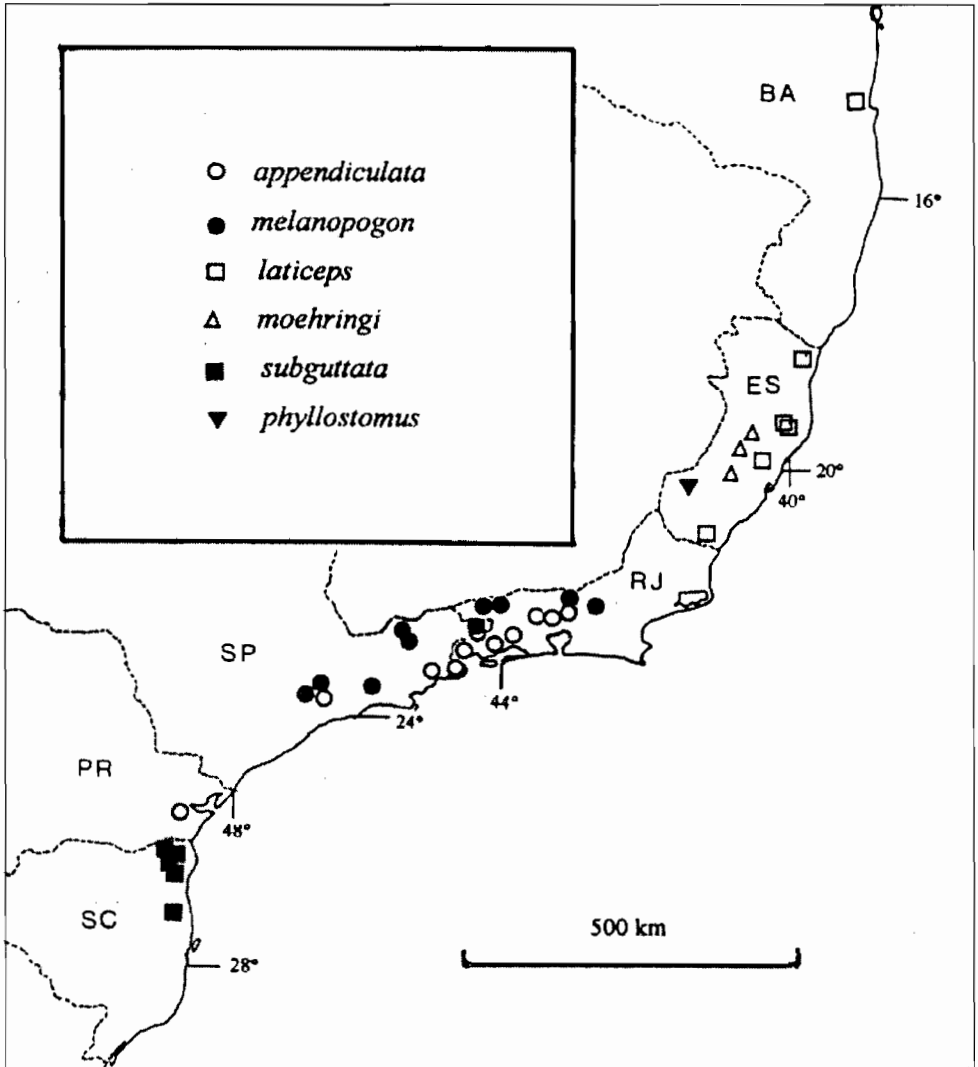 appendiculata
melanopogon
laticeps
moehringi
subguttata
phyllostomus
BA
16°
ES
20°
40°
RJ
SP
44°
24°
PR
48°
SC
500 km
28°